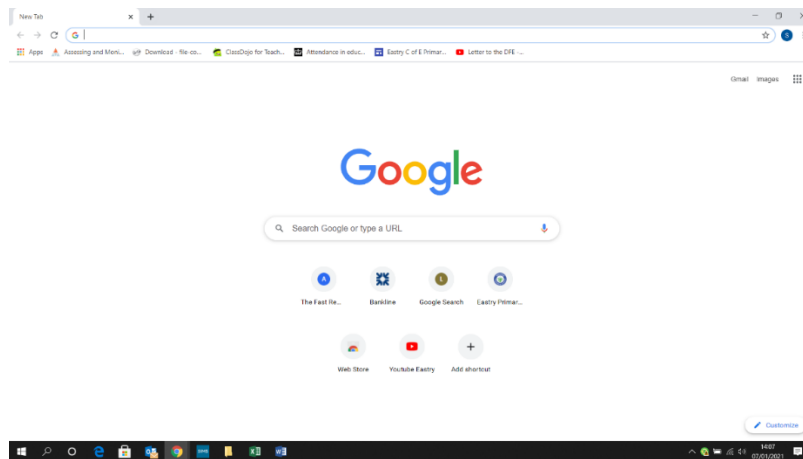 New Tab
Apps Assessing and Moni... Download - file-co... ClassDojo for Teach... Attendance in educ... Eastry C of E Primar... Letter to the DFE -...
Gmail Images
Google
Search Google or type a URL
The Fast Re... Bankline Google Search Eastry Primar...
Web Store Youtube Eastry Add shortcut
Customize
14:07
07/01/2021